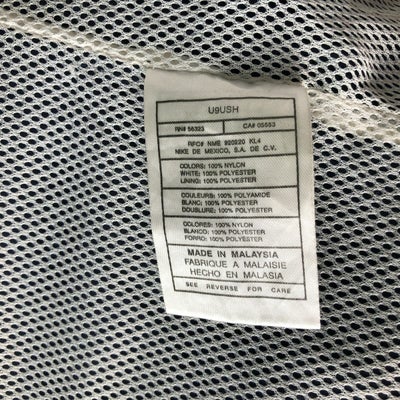 U9USH
RN# 56323 CA# 05553
RFC# NME 920920 KL4
NIKE DE MEXICO, S.A. DE C.V.
COLORS: 100% NYLON
WHITE: 100% POLYESTER
LINING: 100% POLYESTER
COULEURS: 100% POLYAMIDE
BLANC: 100% POLYESTER
DOUSLURE: 100% POLYESTER
COLORES: 100% NYLON
BLANCO: 100% POLYESTER
FORRO: 100% POLYESTER
MADE IN MALAYSIA
FABRIQUE A MALAISIE
HECHO EN MALASIA
SEE REVERSE FOR CARE